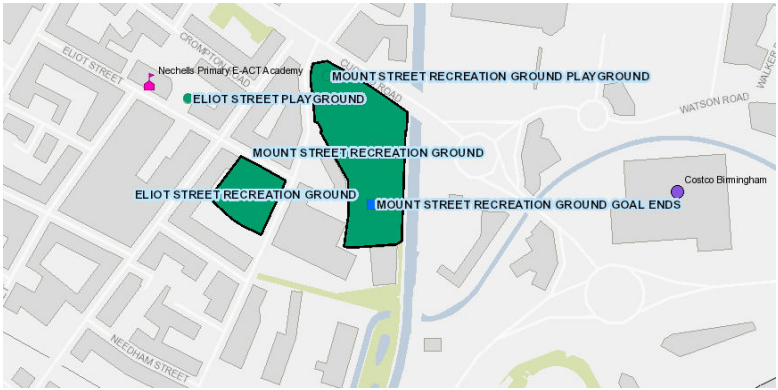 CROMPTON ROAD
ELIOT STREET
Nechells Primary E-ACT Academy
MOUNT STREET RECREATION GROUND PLAYGROUND
ELIOT STREET PLAYGROUND
WATSON ROAD
MOUNT STREET RECREATION GROUND
Costco Birmingham
ELIOT STREET RECREATION GROUND
MOUNT STREET RECREATION GROUND GOAL ENDS
NEEDHAM STREET